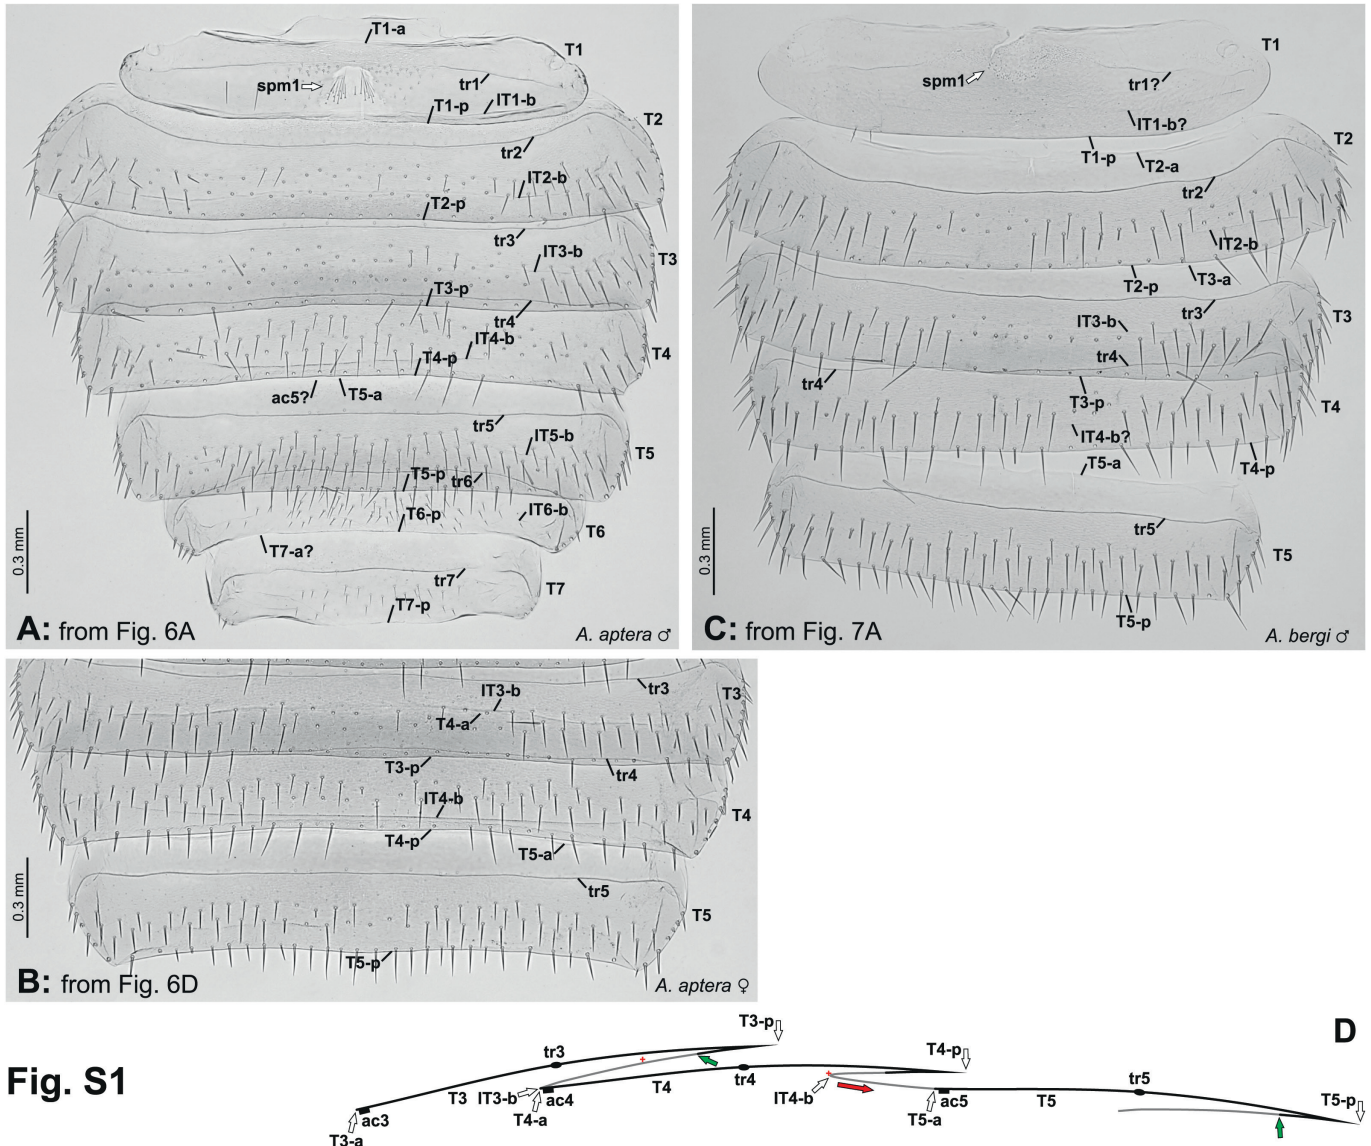 T1-a
T1
spm1
tr1
T1-p
IT1-b
T2
tr2
IT2-b
T2-p
tr3
T3
IT3-b
T3-p
tr4
IT4-b
T4
T4-p
ac5?
T5-a
tr5
IT5-b
T5
T5-p
tr6
T6-p
IT6-b
T6
T7-a?
tr7
T7
T7-p
0.3 mm
A: from Fig. 6A
A. aptera ♂
T1
spm1
tr1?
IT1-b?
T1-p
T2-a
T2
tr2
IT2-b
T2-p
T3-a
tr3
T3
IT3-b
tr4
tr4
T3-p
T4
IT4-b?
T4-p
T5-a
tr5
T5
T5-p
0.3 mm
C: from Fig. 7A
A. bergi ♂
tr3
T3
IT3-b
T4-a
T3-p
tr4
IT4-b
T4
T4-p
T5-a
tr5
T5
T5-p
0.3 mm
B: from Fig. 6D
A. aptera ♀
D
Fig. S1
T3-p
tr3
T4-p
T3
IT3-b
ac4
T4
tr4
T4-a
ac3
T3-a
IT4-b
ac5
T5-a
T5
tr5
T5-p